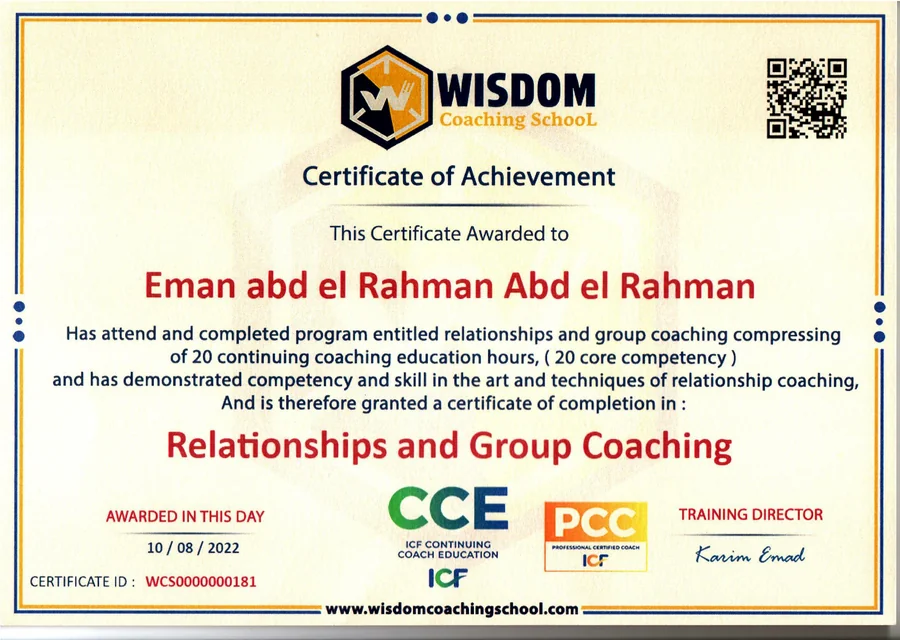 WISDOM
Coaching SchooL
Certificate of Achievement
This Certificate Awarded to
Eman abd el Rahman Abd el Rahman
Has attend and completed program entitled relationships and group coaching compressing
of 20 continuing coaching education hours, ( 20 core competency )
and has demonstrated competency and skill in the art and techniques of relationship coaching,
And is therefore granted a certificate of completion in :
Relationships and Group Coaching
AWARDED IN THIS DAY
10 / 08 / 2022
CERTIFICATE ID : WCS0000000181
CCE
ICF CONTINUING
COACH EDUCATION
ICF
PCC
PROFESSIONAL CERTIFIED COACH
ICF
TRAINING DIRECTOR
Karim Emad
www.wisdomcoachingschool.com